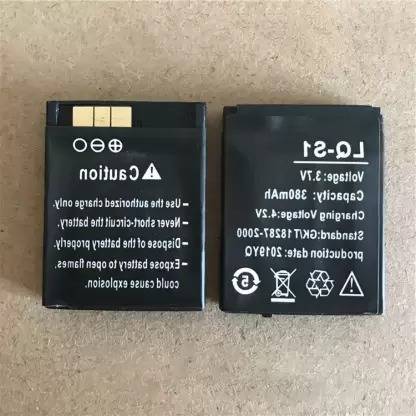 ⚠ Caution
- Use the authorized charge only.
- Never short-circuit the battery.
- Dispose the battery properly.
- Expose battery to open flames,
could cause explosion.
LQ-S1
Voltage: 3.7V
Capacity: 380mAh
Charging Voltage:4.2V
Standard:GK/T18287-2000
production date: 2019YQ
5